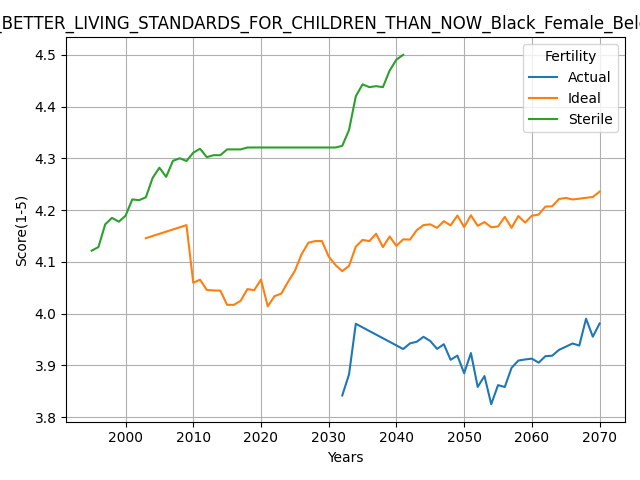 _BETTER_LIVING_STANDARDS_FOR_CHILDREN_THAN_NOW_Black_Female_Bel
Fertility
Actual
Ideal
Sterile
Score(1-5)
4.5
4.4
4.3
4.2
4.1
4.0
3.9
3.8
2000 2010 2020 2030 2040 2050 2060 2070
Years